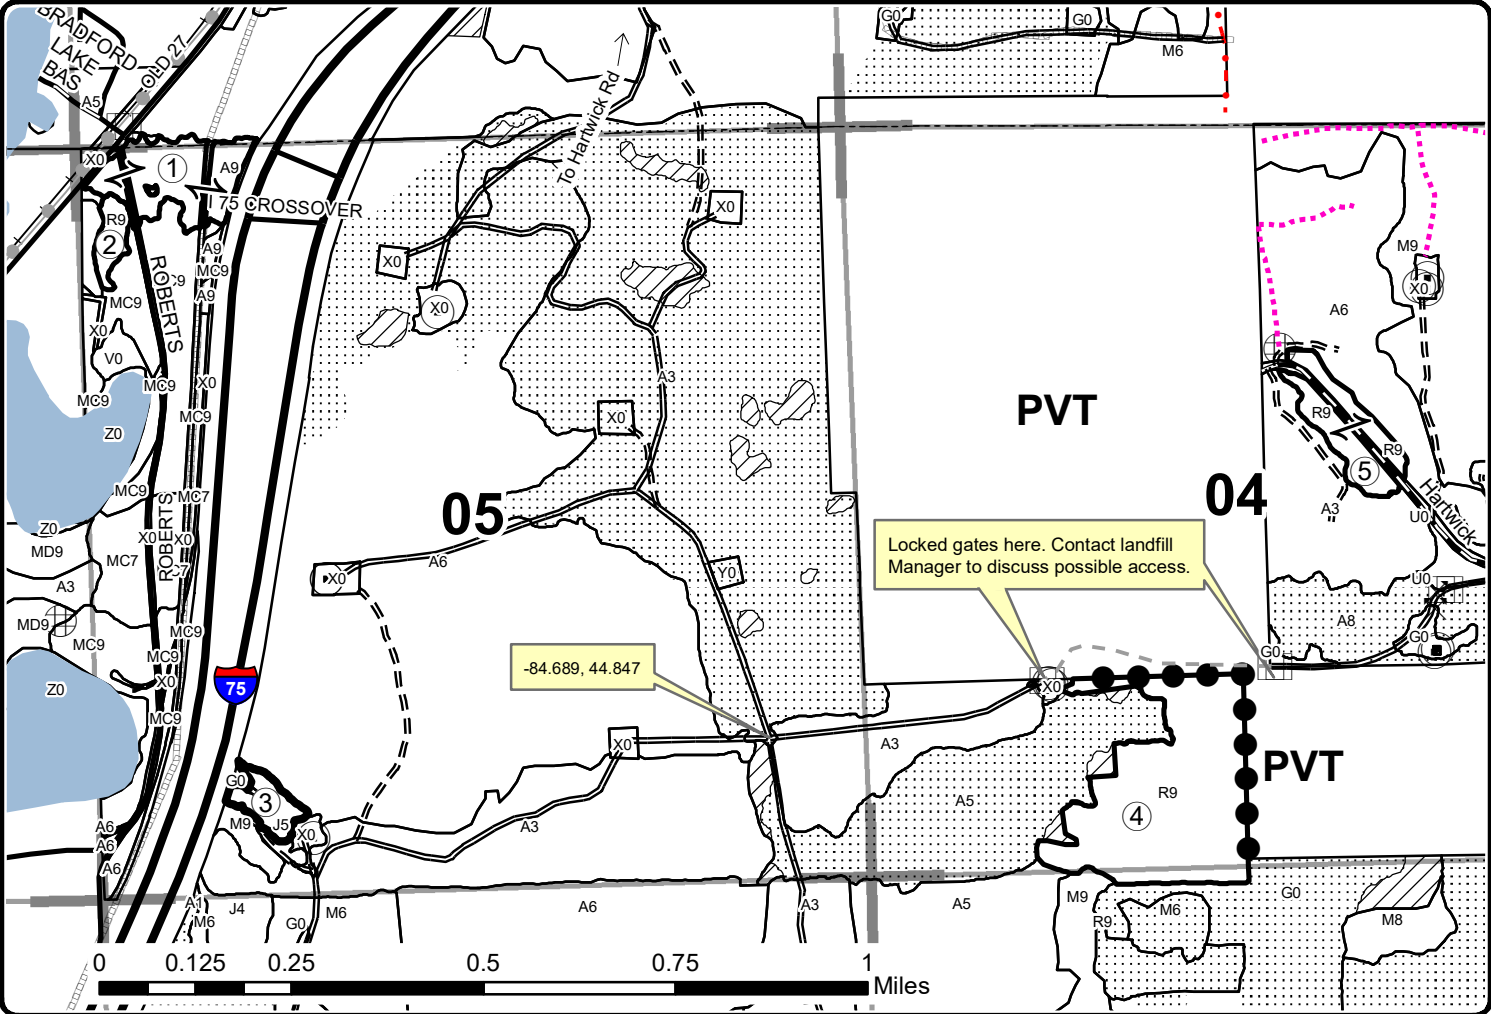 BRADFORD
LAKE
BAS
OLD 27
A5
X0
1
A9
I 75 CROSSOVER
R9
2
ROBERTS
C9
A9
MC9
A9
MC9
X0
V0
MC9
MC9
X0
MC9
Z0
MC9
MC7
ROBERTS
X0
X0
Z0
MD9
MC7
C7
A3
MD9
MC9
MC9
MC9
X0
Z0
MC9
75
G0
3
M9
J5
X0
A6
A6
A6
A1
M6
J4
G0
M6
To Hartwick Rd
X0
X0
X0
A3
X0
05
A6
X0
Y0
-84.689, 44.847
X0
A3
A6
A3
A3
A5
A5
G0
G0
M6
PVT
04
Locked gates here. Contact landfill
Manager to discuss possible access.
X0
G0
PVT
R9
4
M9
R9
M6
G0
M8
M9
X0
A6
R9
R9
5
A3
U0
Hartwick
U0
A8
G0
0
0.125
0.25
0.5
0.75
1
Miles